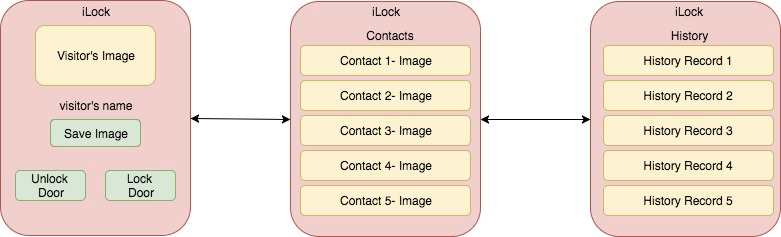 iLock
Visitor's Image
visitor's name
Save Image
Unlock
Door
Lock
Door
iLock
Contacts
Contact 1- Image
Contact 2- Image
Contact 3- Image
Contact 4- Image
Contact 5- Image
iLock
History
History Record 1
History Record 2
History Record 3
History Record 4
History Record 5